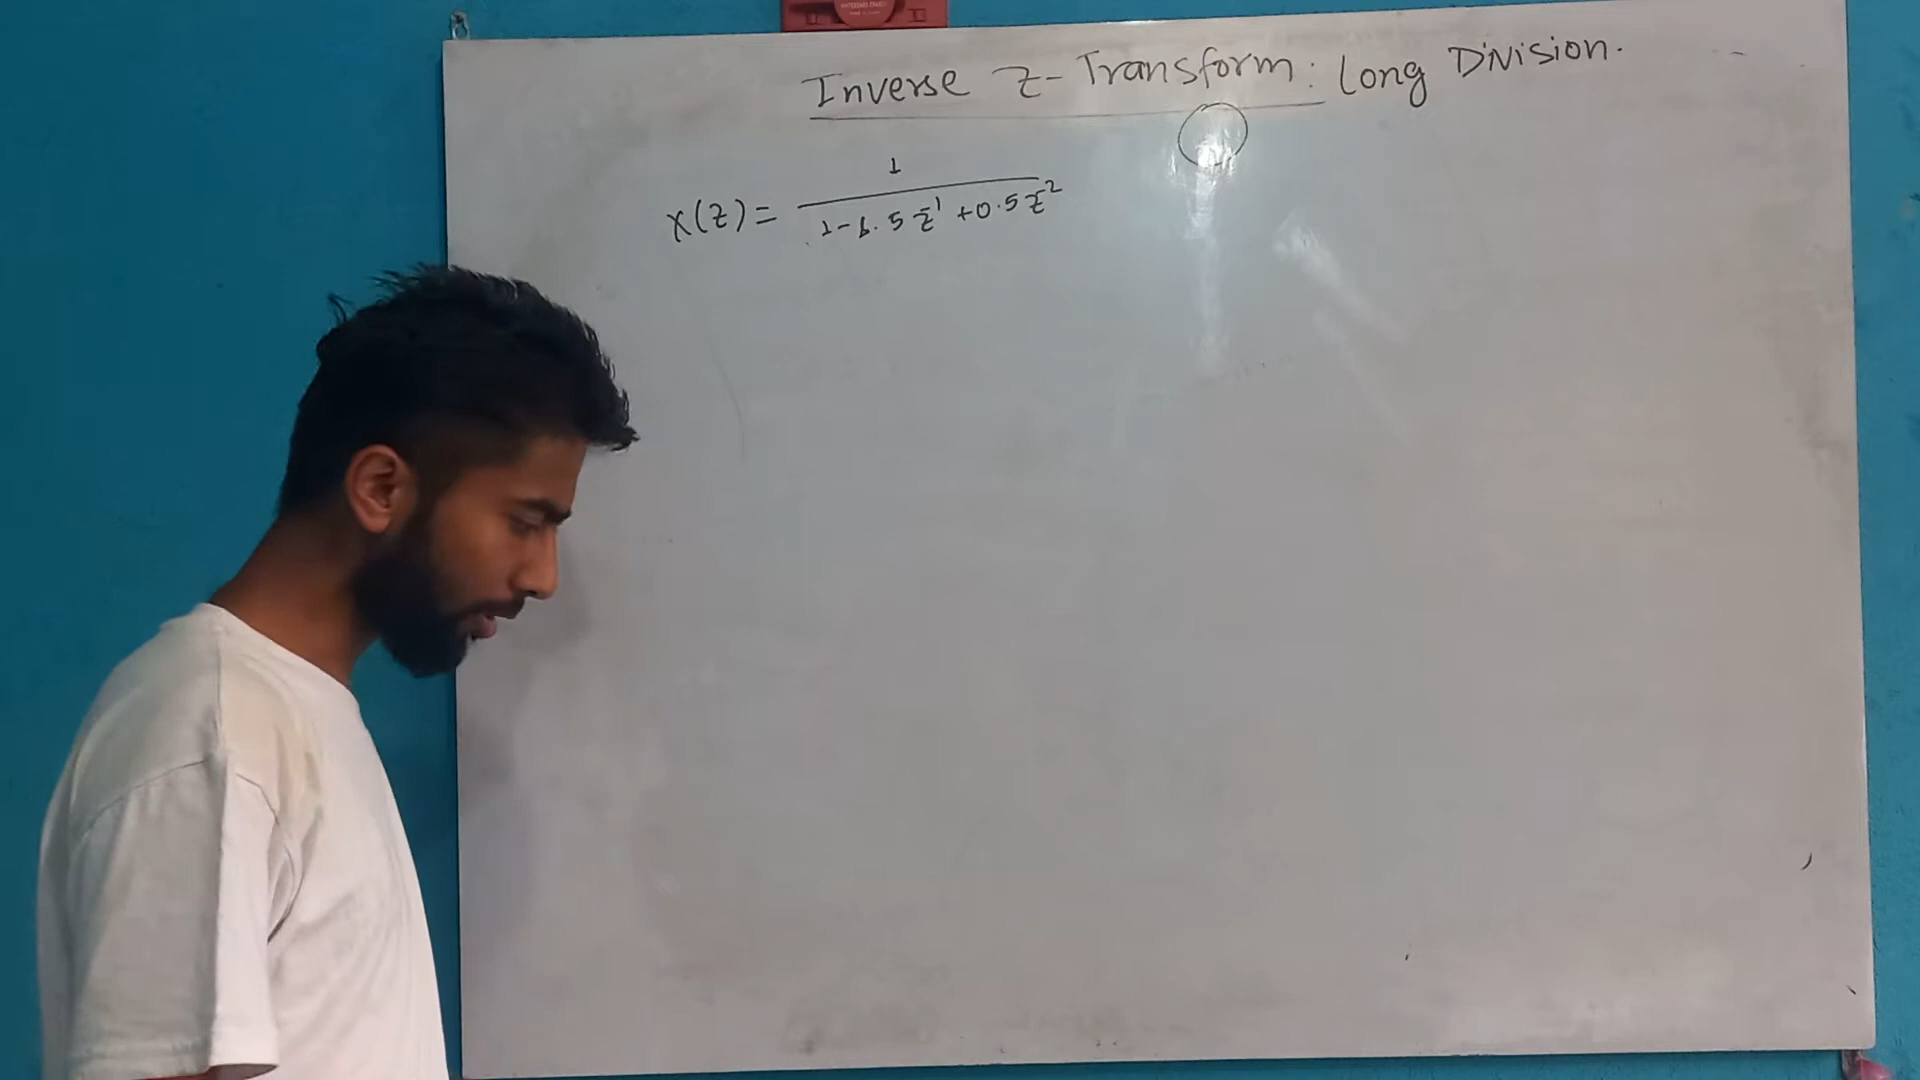 Inverse Z-Transform: Long Division.
1
X(z) = 
1-1.5z⁻¹+0.5z⁻²